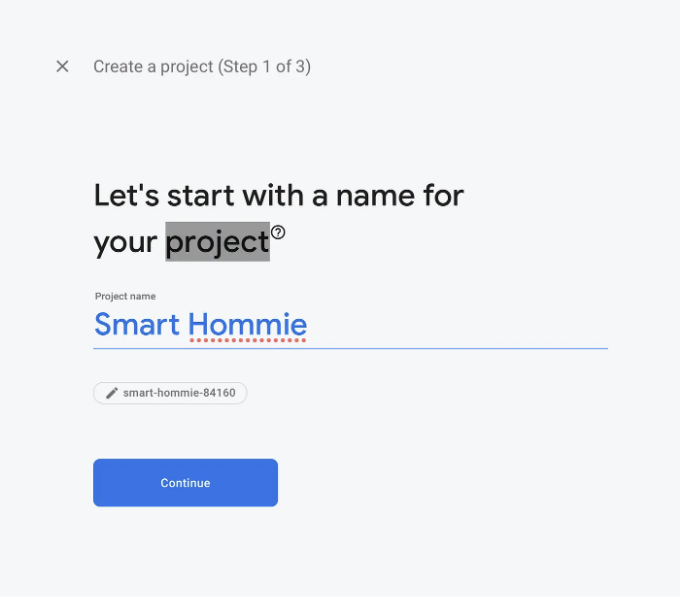 Create a project (Step 1 of 3)
Let's start with a name for
your project
Project name
Smart Hommie
smart-hommie-84160
Continue